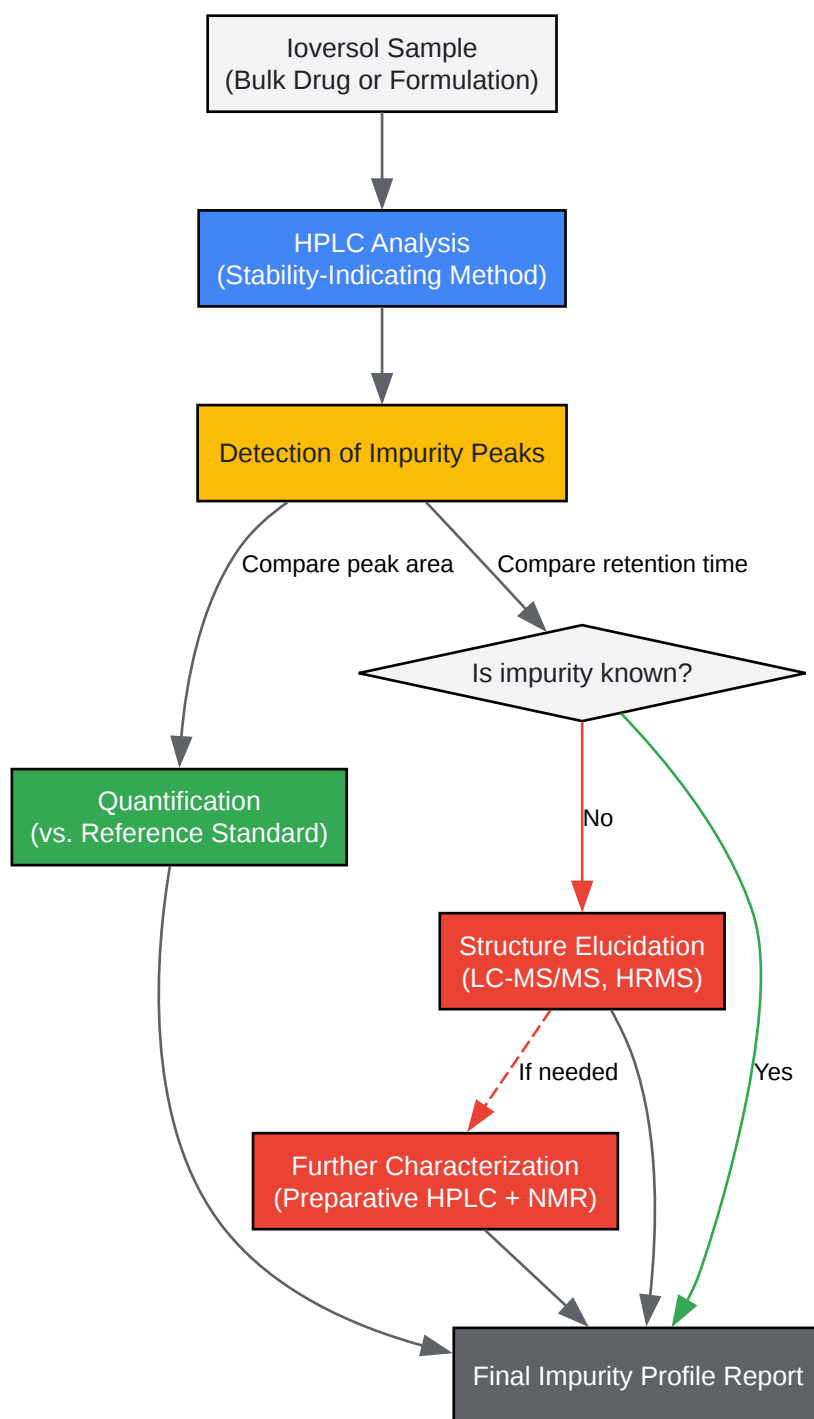 Ioversol Sample
(Bulk Drug or Formulation)
HPLC Analysis
(Stability-Indicating Method)
Detection of Impurity Peaks
Compare peak area
Compare retention time
Is impurity known?
Quantification
(vs. Reference Standard)
No
Structure Elucidation
(LC-MS/MS, HRMS)
If needed
Yes
Further Characterization
(Preparative HPLC + NMR)
Final Impurity Profile Report